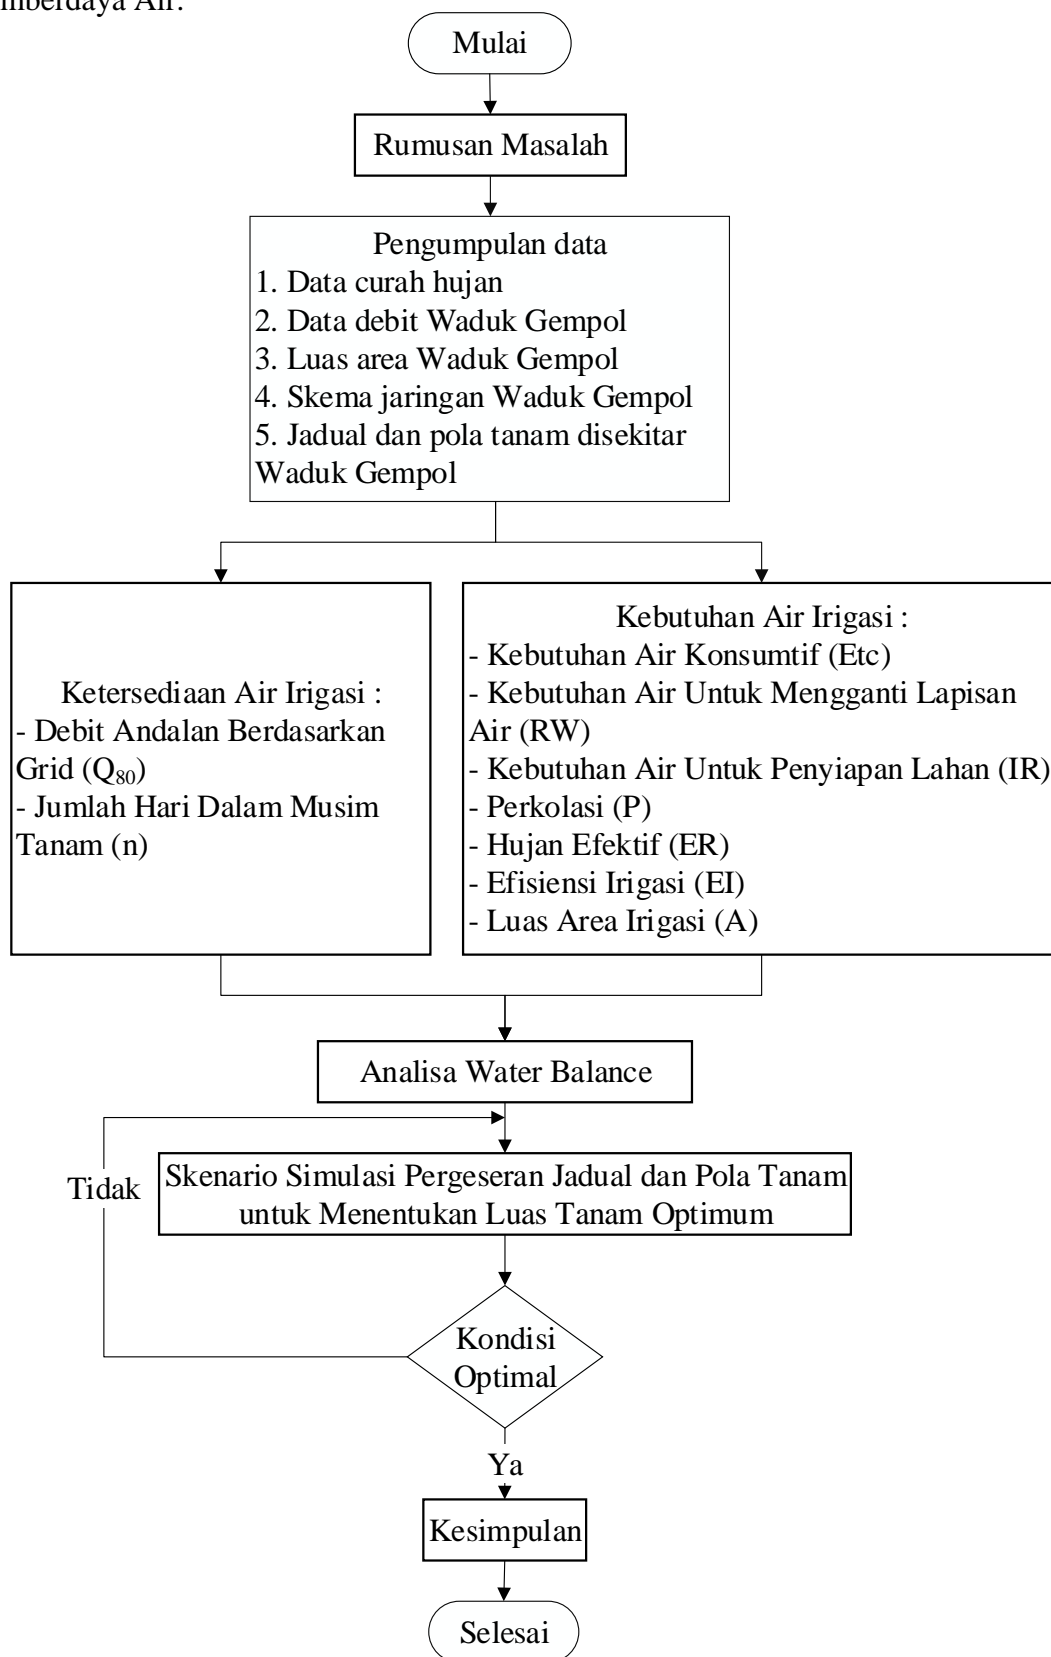 Mulai
Rumusan Masalah
Pengumpulan data
1. Data curah hujan
2. Data debit Waduk Gempol
3. Luas area Waduk Gempol
4. Skema jaringan Waduk Gempol
5. Jadual dan pola tanam disekitar
Waduk Gempol
Ketersediaan Air Irigasi :
- Debit Andalan Berdasarkan
Grid (Q₈₀)
- Jumlah Hari Dalam Musim
Tanam (n)
Kebutuhan Air Irigasi :
- Kebutuhan Air Konsumtif (Etc)
- Kebutuhan Air Untuk Mengganti Lapisan
Air (RW)
- Kebutuhan Air Untuk Penyiapan Lahan (IR)
- Perkolasi (P)
- Hujan Efektif (ER)
- Efisiensi Irigasi (EI)
- Luas Area Irigasi (A)
Analisa Water Balance
Tidak
Skenario Simulasi Pergeseran Jadual dan Pola Tanam
untuk Menentukan Luas Tanam Optimum
Kondisi
Optimal
Ya
Kesimpulan
Selesai